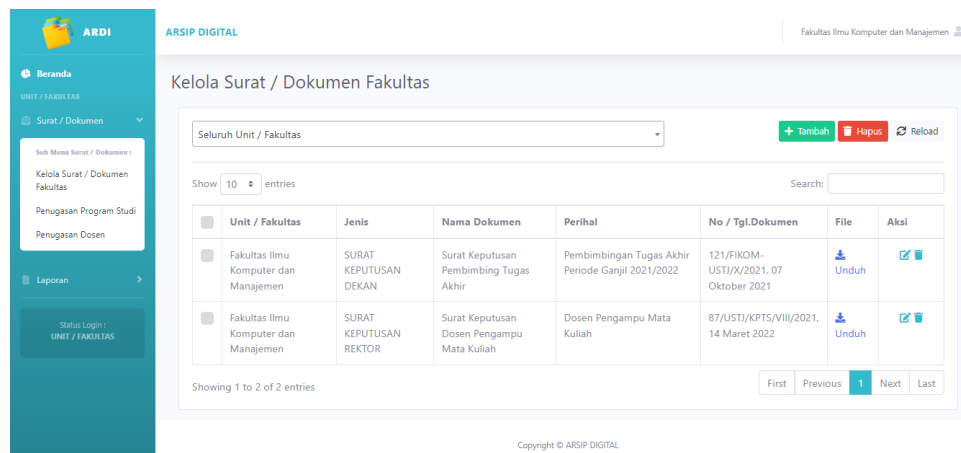 ARDI
ARSIP DIGITAL
Fakultas Ilmu Komputer dan Manajemen
Beranda
UNIT / FAKULTAS
Surat / Dokumen
Sub Menu Surat / Dokumen :
Kelola Surat / Dokumen
Fakultas
Penugasan Program Studi
Penugasan Dosen
Laporan
Status Login :
UNIT / FAKULTAS
Kelola Surat / Dokumen Fakultas
Seluruh Unit / Fakultas
Tambah
Hapus
Reload
Show 10 entries
Search:
Unit / Fakultas Jenis Nama Dokumen Perihal No / Tgl.Dokumen File Aksi
Fakultas Ilmu
Komputer dan
Manajemen
SURAT
KEPUTUSAN
DEKAN
Surat Keputusan
Pembimbing Tugas
Akhir
Pembimbingan Tugas Akhir
Periode Ganjil 2021/2022
121/FIKOM-
USTJ/X/2021, 07
Oktober 2021
Unduh
Fakultas Ilmu
Komputer dan
Manajemen
SURAT
KEPUTUSAN
REKTOR
Surat Keputusan
Dosen Pengampu
Mata Kuliah
Dosen Pengampu Mata
Kuliah
87/USTJ/KPTS/VIII/2021,
14 Maret 2022
Unduh
Showing 1 to 2 of 2 entries
First Previous 1 Next Last
Copyright © ARSIP DIGITAL